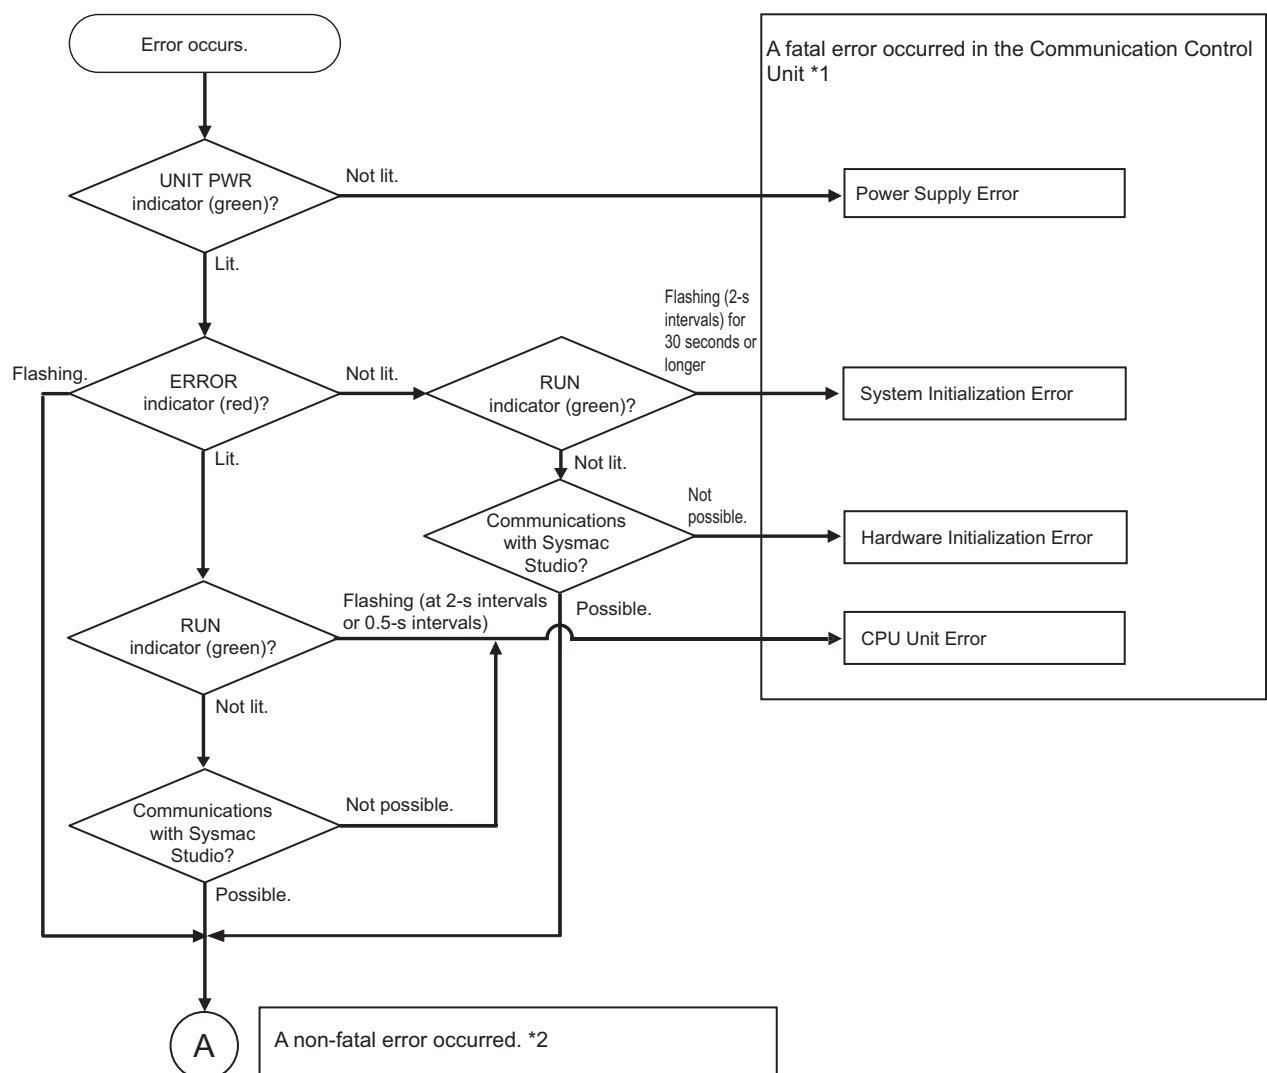 Error occurs.
A fatal error occurred in the Communication Control
Unit *1
UNIT PWR
indicator (green)?
Not lit.
Power Supply Error
Lit.
Flashing (2-s
intervals) for
30 seconds or
longer
Flashing.
ERROR
indicator (red)?
Not lit.
RUN
indicator (green)?
System Initialization Error
Lit.
Not lit.
Communications
with Sysmac
Studio?
Not
possible.
Hardware Initialization Error
Possible.
RUN
indicator (green)?
Flashing (at 2-s intervals
or 0.5-s intervals)
CPU Unit Error
Not lit.
Communications
with Sysmac
Studio?
Not possible.
Possible.
A
A non-fatal error occurred. *2